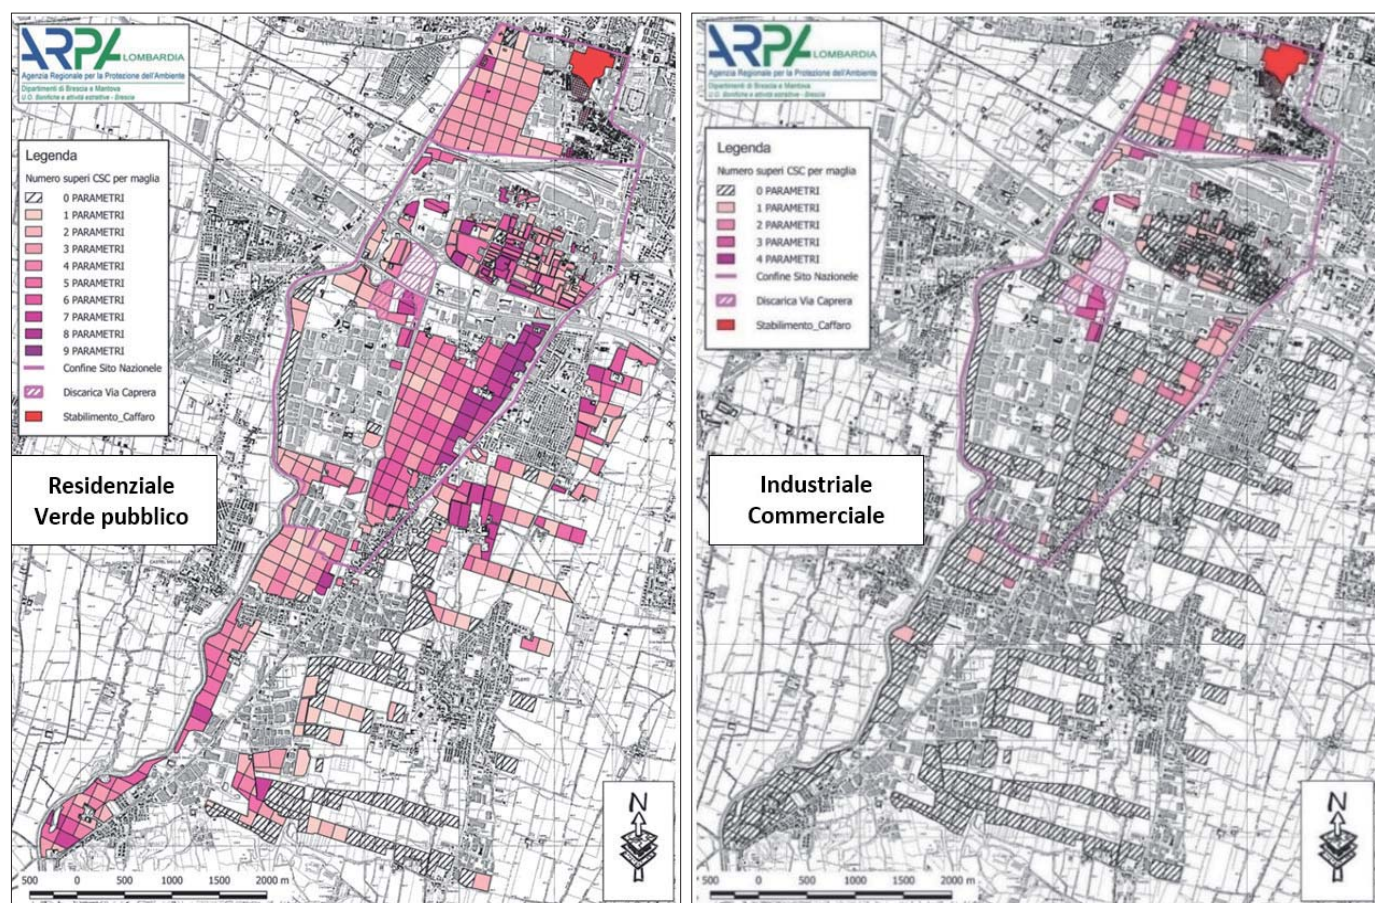 ARPA LOMBARDIA
Agenzia Regionale per la Protezione dell'Ambiente
Dipartimenti di Brescia e Mantova
U.O. Bonifiche e attività estrattive - Brescia
Legenda
Numero superi CSC per maglia
0 PARAMETRI
1 PARAMETRI
2 PARAMETRI
3 PARAMETRI
4 PARAMETRI
5 PARAMETRI
6 PARAMETRI
7 PARAMETRI
8 PARAMETRI
9 PARAMETRI
Confine Sito Nazionale
Discarica Via Caprera
Stabilimento_Caffaro
Residenziale
Verde pubblico
N
500 0 500 1000 1500 2000 m
ARPA LOMBARDIA
Agenzia Regionale per la Protezione dell'Ambiente
Dipartimenti di Brescia e Mantova
U.O. Bonifiche e attività estrattive - Brescia
Legenda
Numero superi CSC per maglia
0 PARAMETRI
1 PARAMETRI
2 PARAMETRI
3 PARAMETRI
4 PARAMETRI
Confine Sito Nazionale
Discarica Via Caprera
Stabilimento_Caffaro
Industriale
Commerciale
N
500 0 500 1000 1500 2000 m